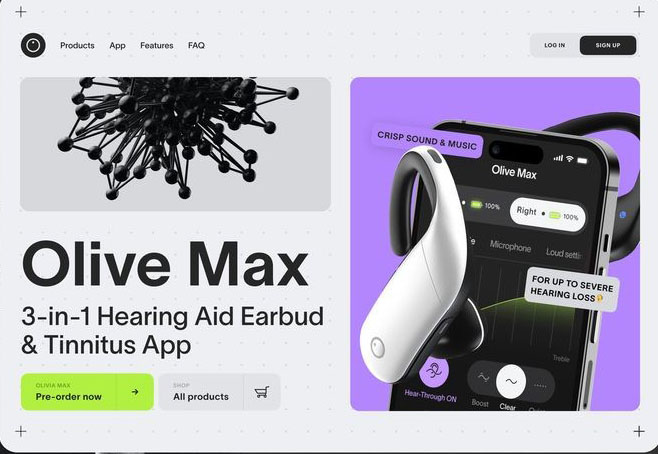 Products
App
Features
FAQ
LOG IN
SIGN UP
Olive Max
3-in-1 Hearing Aid Earbud
& Tinnitus App
OLIVIA MAX
Pre-order now
SHOP
All products
CRISP SOUND & MUSIC
Olive Max
100%
Right
100%
Microphone
Loud settin
FOR UP TO SEVERE
HEARING LOSS
Treble
Hear-Through ON
Boost
Clear